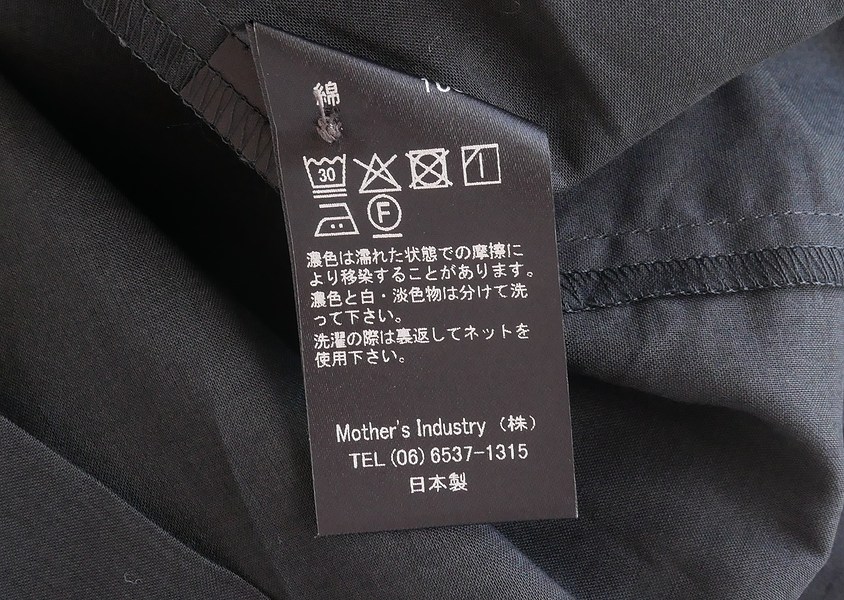 綿
30
F
濃色は濡れた状態での摩擦に
より移染することがあります。
濃色と白・淡色物は分けて洗
って下さい。
洗濯の際は裏返してネットを
使用下さい。
Mother's Industry （株）
TEL (06) 6537-1315
日本製